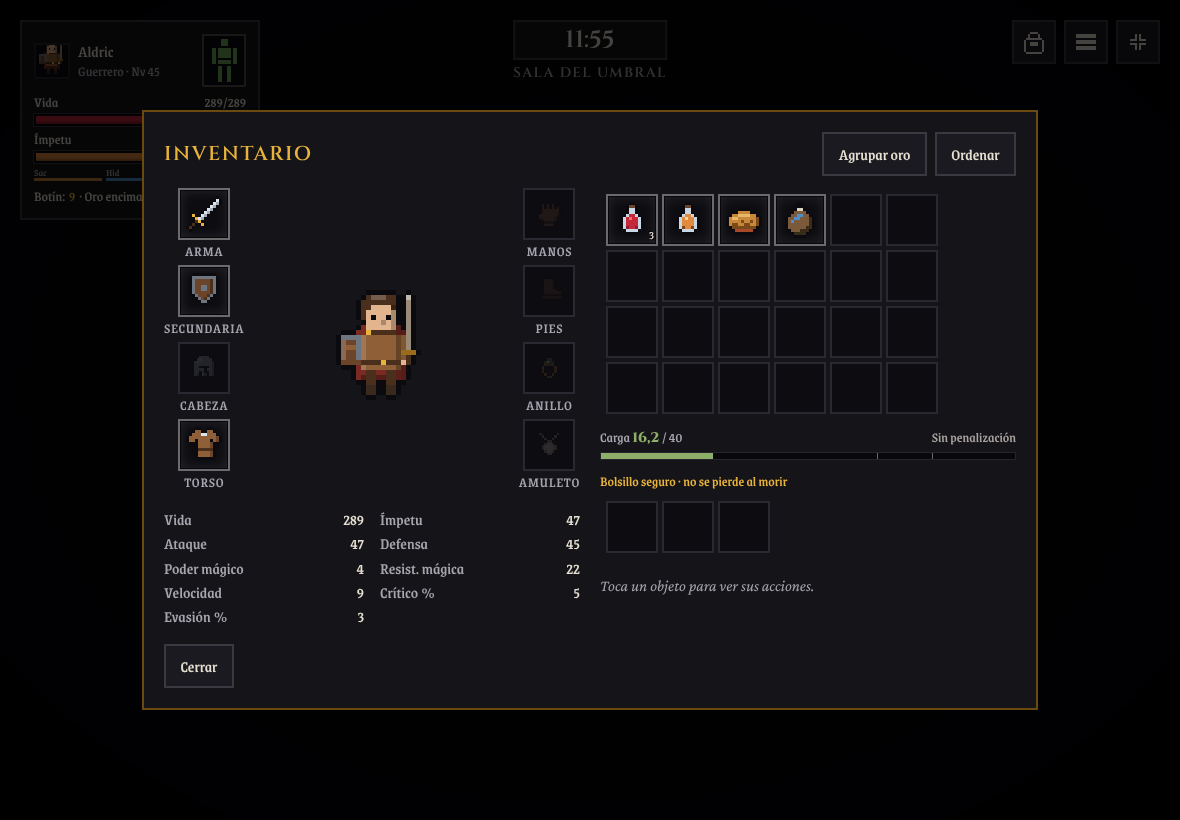 Aldric
Guerrero · Nv 45
Vida 289/289
Ímpetu
Sac Hid
Botín: 9 · Oro encima
11:55
SALA DEL UMBRAL
INVENTARIO
Agrupar oro
Ordenar
ARMA
SECUNDARIA
CABEZA
TORSO
MANOS
PIES
ANILLO
AMULETO
3
Carga 16,2 / 40 Sin penalización
Bolsillo seguro · no se pierde al morir
Toca un objeto para ver sus acciones.
Vida 289 Ímpetu 47
Ataque 47 Defensa 45
Poder mágico 4 Resist. mágica 22
Velocidad 9 Crítico % 5
Evasión % 3
Cerrar